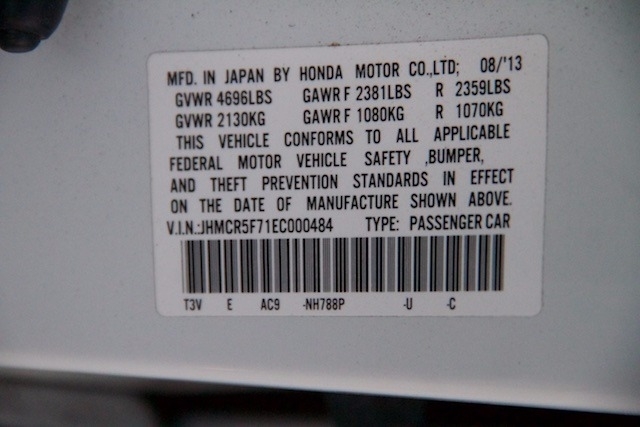 MFD. IN JAPAN BY HONDA MOTOR CO.,LTD; 08/'13
GVWR 4696LBS GAWR F 2381LBS R 2359LBS
GVWR 2130KG GAWR F 1080KG R 1070KG
THIS VEHICLE CONFORMS TO ALL APPLICABLE
FEDERAL MOTOR VEHICLE SAFETY ,BUMPER,
AND THEFT PREVENTION STANDARDS IN EFFECT
ON THE DATE OF MANUFACTURE SHOWN ABOVE.
V.I.N.:JHMCR5F71EC000484 TYPE: PASSENGER CAR
T3V E AC9 -NH788P -U -C